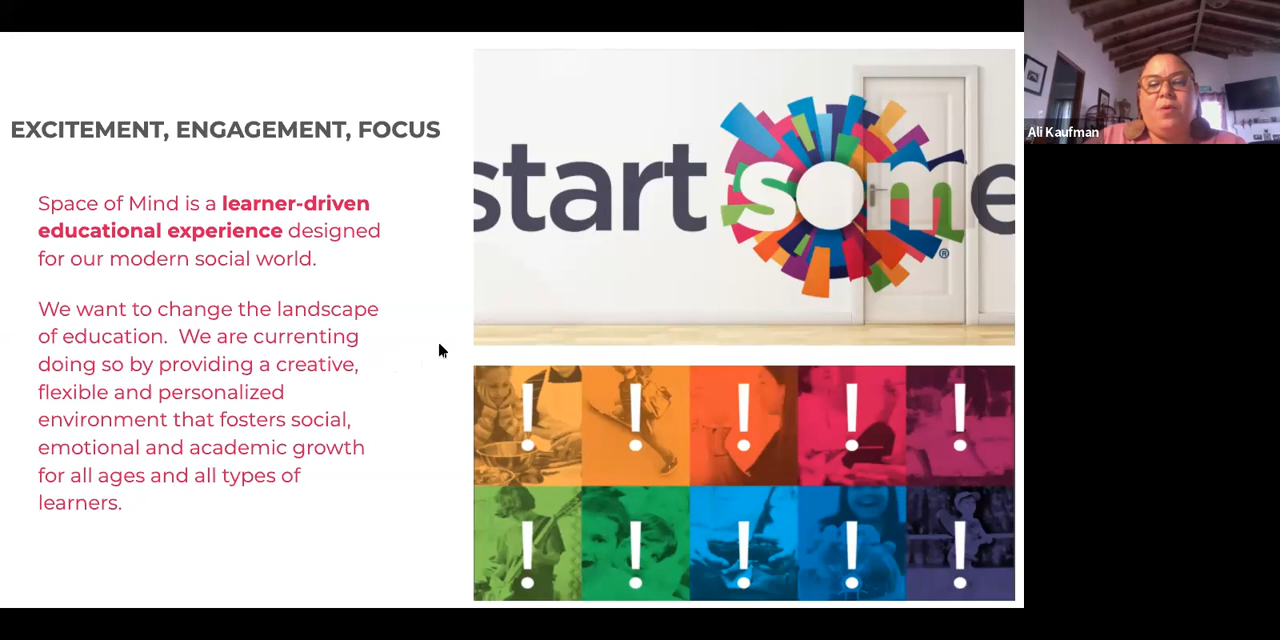 EXCITEMENT, ENGAGEMENT, FOCUS
Space of Mind is a learner-driven
educational experience designed
for our modern social world.
We want to change the landscape
of education. We are currenting
doing so by providing a creative,
flexible and personalized
environment that fosters social,
emotional and academic growth
for all ages and all types of
learners.
start some
®
! ! ! ! !
! ! ! ! !
Ali Kaufman